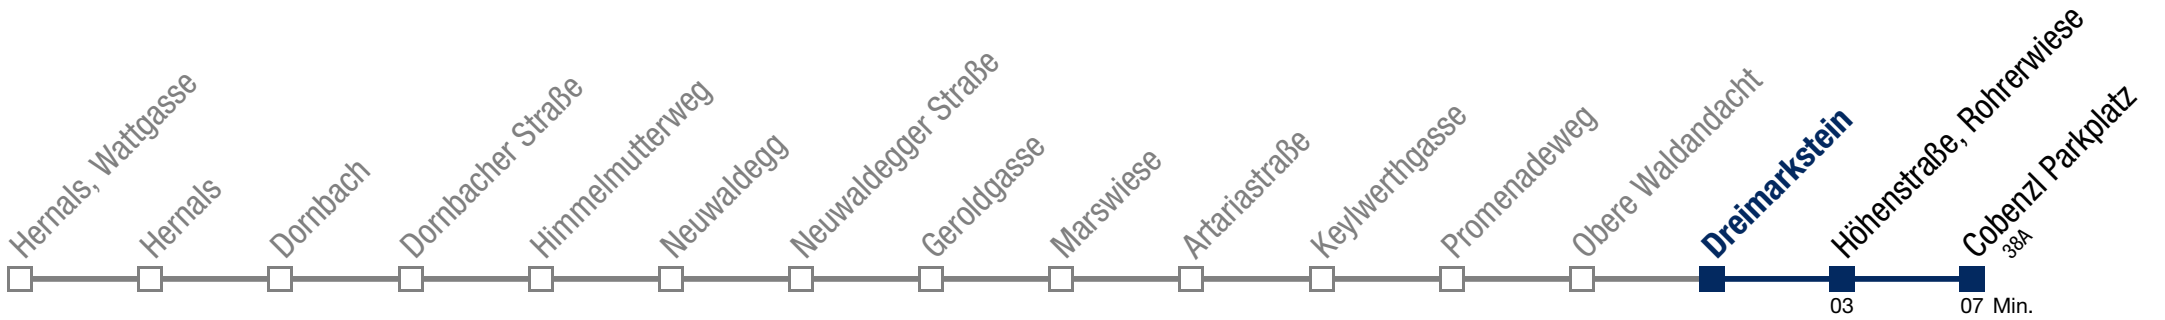 Hernals, Wattgasse
Hernals
Dornbach
Dornbacher Straße
Himmelmutterweg
Neuwaldegg
Neuwaldegger Straße
Geroldgasse
Marswiese
Artariastraße
Keylwerthgasse
Promenadeweg
Obere Waldandacht
Dreimarkstein
Höhenstraße, Rohrerwiese
Cobenzl Parkplatz
38A
03
07 Min.